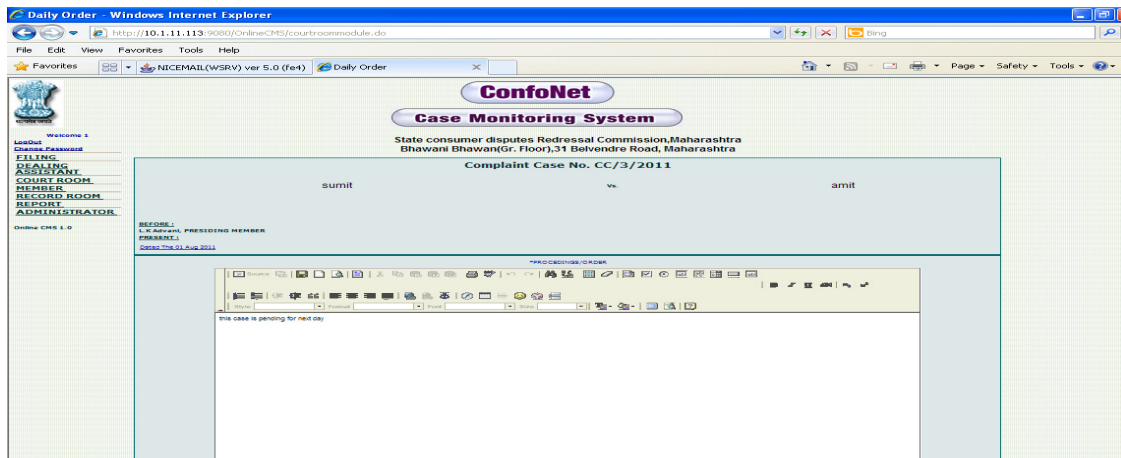 Daily Order - Windows Internet Explorer
http://10.1.11.113:9080/OnlineCMS/courtroommodule.do
Bing
File Edit View Favorites Tools Help
Favorites
NICEMAIL(WSRV) ver 5.0 (fe4)
Daily Order
Page Safety Tools
ConfoNet
Case Monitoring System
State consumer disputes Redressal Commission,Maharashtra
Bhawani Bhawan(Gr. Floor),31 Belvendre Road, Maharashtra
Welcome 1
LogOut
Change Password
FILING
DEALING
ASSISTANT
COURT ROOM
MEMBER
RECORD ROOM
REPORT
ADMINISTRATOR
Online CMS 1.0
Complaint Case No. CC/3/2011
sumit Vs. amit
BEFORE :
L.K Advani, PRESIDING MEMBER
PRESENT :
Dated The 01 Aug 2011
*PROCEDINGS/ORDER
Source
Style Format Font Size
this case is pending for next day